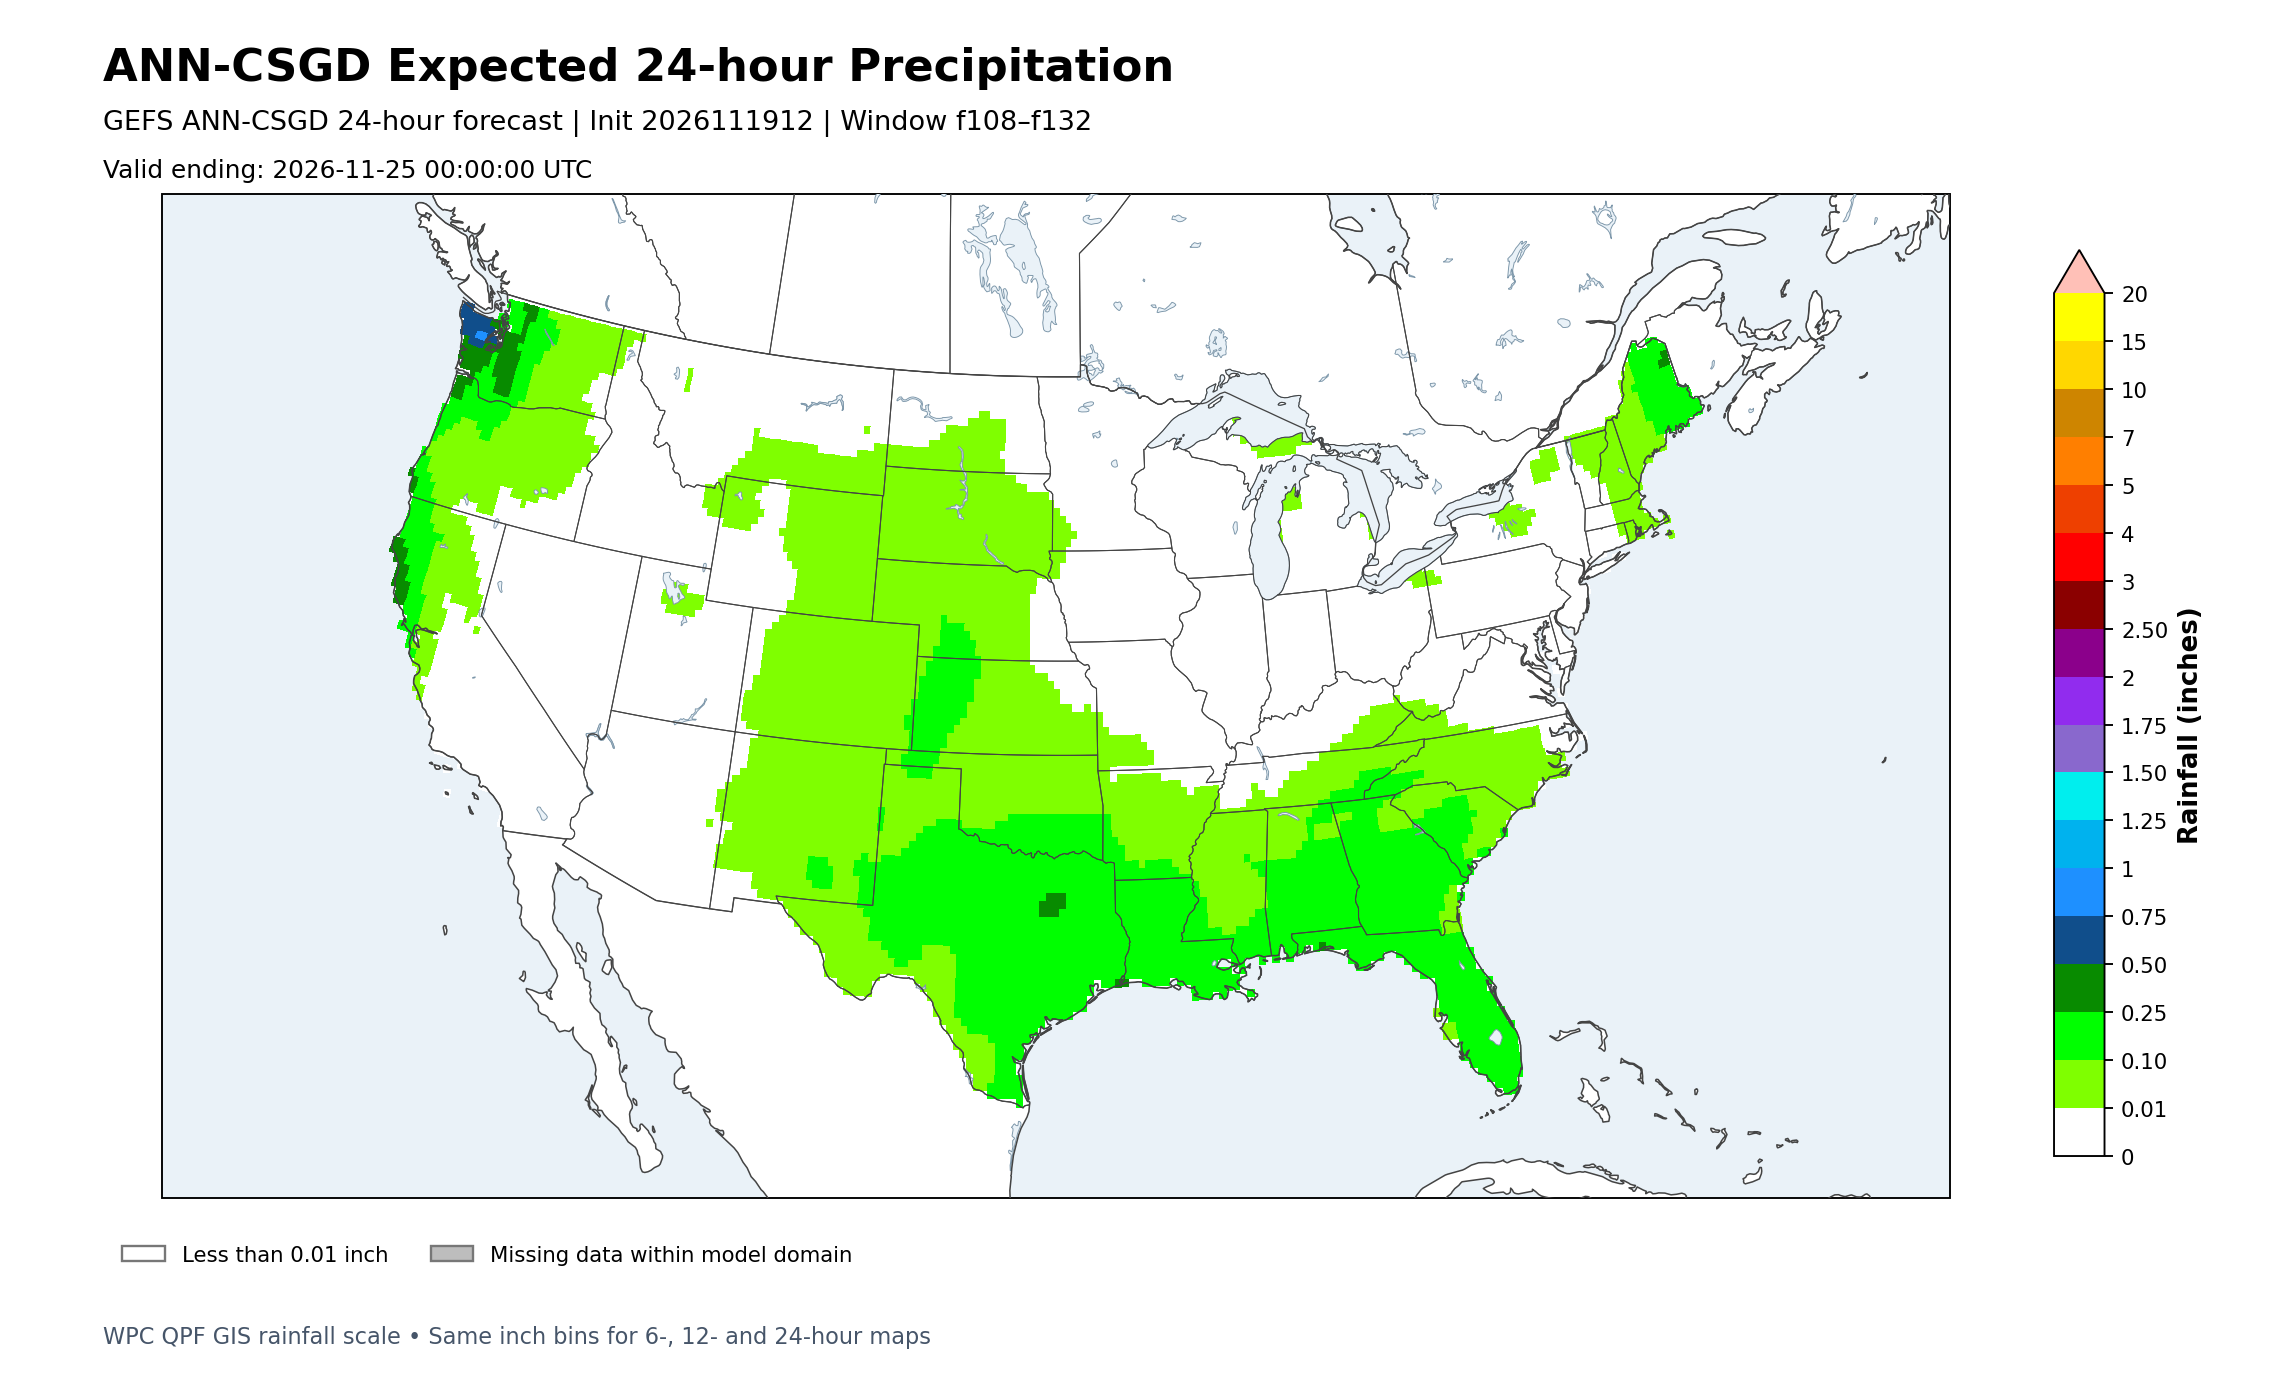 ANN-CSGD Expected 24-hour Precipitation
GEFS ANN-CSGD 24-hour forecast | Init 2026111912 | Window f108–f132
Valid ending: 2026-11-25 00:00:00 UTC
20
15
10
7
5
4
3
2.50
2
1.75
1.50
1.25
1
0.75
0.50
0.25
0.10
0.01
0
Rainfall (inches)
Less than 0.01 inch
Missing data within model domain
WPC QPF GIS rainfall scale • Same inch bins for 6-, 12- and 24-hour maps